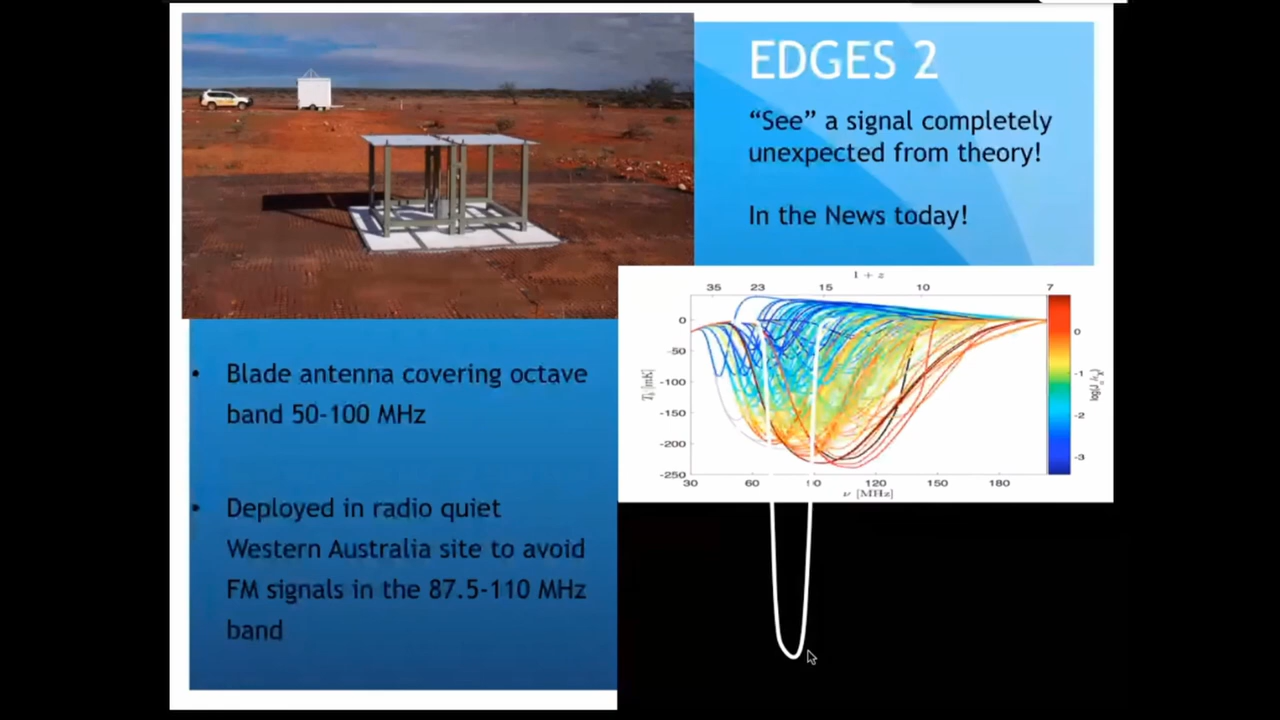 EDGES 2
“See” a signal completely
unexpected from theory!
In the News today!
• Blade antenna covering octave
band 50-100 MHz
• Deployed in radio quiet
Western Australia site to avoid
FM signals in the 87.5-110 MHz
band
1 + z
35 23 15 10 7
0
-50
-100
-150
-200
-250
30 60 120 150 180
ν [MHz]
0
-1
-2
-3